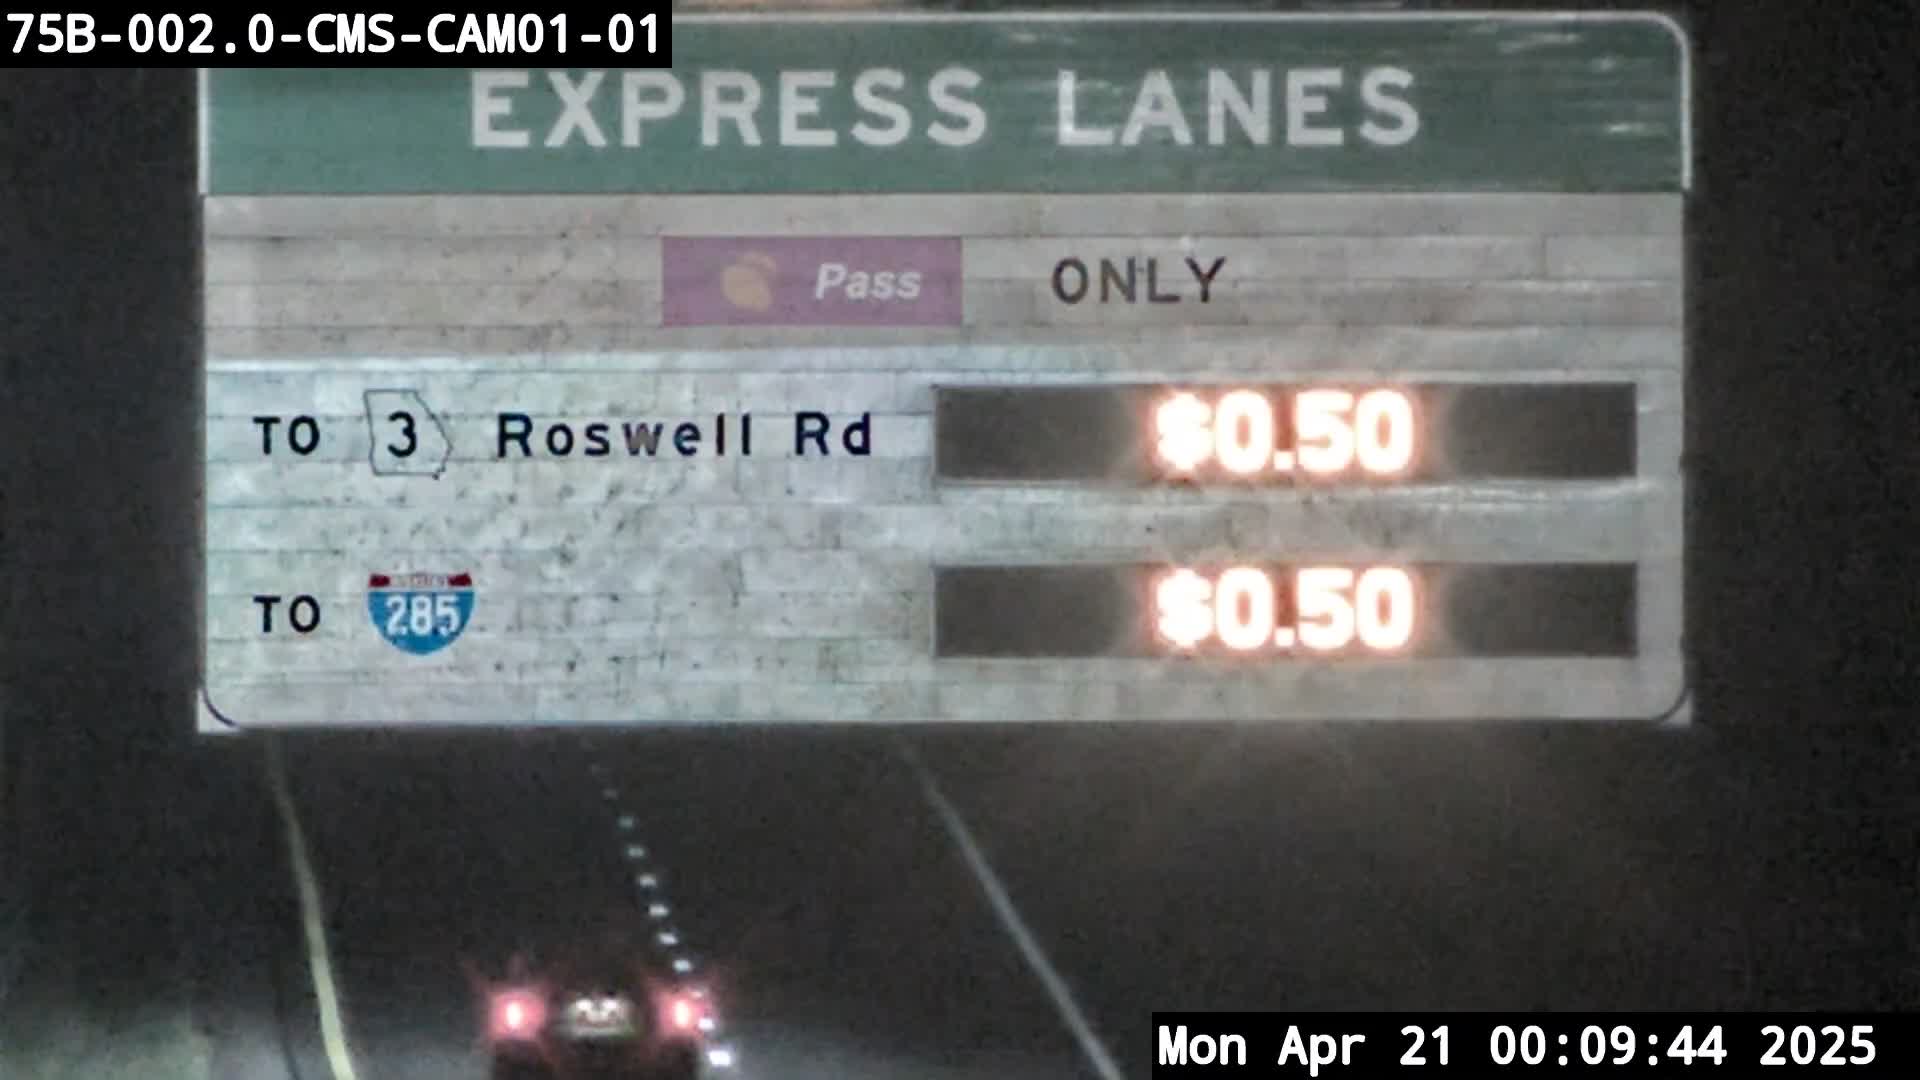 75B-002.0-CMS-CAM01-01
EXPRESS LANES
Pass ONLY
TO 3 Roswell Rd $0.50
TO 285 $0.50
Mon Apr 21 00:09:44 2025